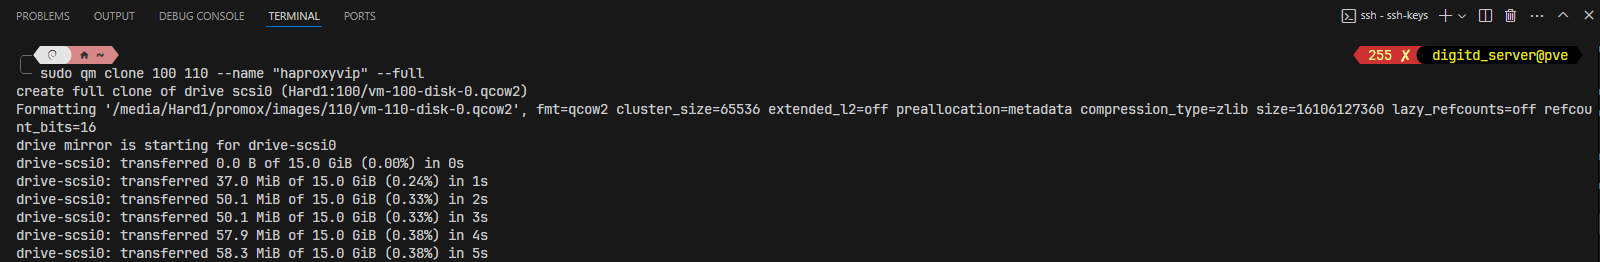 PROBLEMS OUTPUT DEBUG CONSOLE TERMINAL PORTS ssh - ssh-keys
~ 255 ✘ digitd_server@pve
sudo qm clone 100 110 --name "haproxyvip" --full
create full clone of drive scsi0 (Hard1:100/vm-100-disk-0.qcow2)
Formatting '/media/Hard1/promox/images/110/vm-110-disk-0.qcow2', fmt=qcow2 cluster_size=65536 extended_l2=off preallocation=metadata compression_type=zlib size=16106127360 lazy_refcounts=off refcou
nt_bits=16
drive mirror is starting for drive-scsi0
drive-scsi0: transferred 0.0 B of 15.0 GiB (0.00%) in 0s
drive-scsi0: transferred 37.0 MiB of 15.0 GiB (0.24%) in 1s
drive-scsi0: transferred 50.1 MiB of 15.0 GiB (0.33%) in 2s
drive-scsi0: transferred 50.1 MiB of 15.0 GiB (0.33%) in 3s
drive-scsi0: transferred 57.9 MiB of 15.0 GiB (0.38%) in 4s
drive-scsi0: transferred 58.3 MiB of 15.0 GiB (0.38%) in 5s